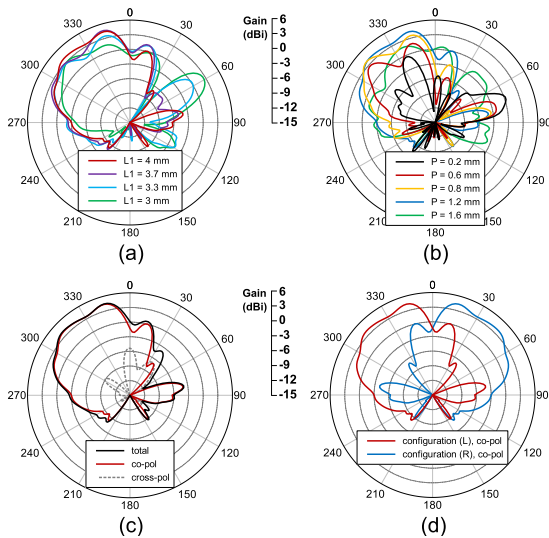 0
330
30
300
60
270
90
240
120
210
150
180
Gain
(dBi)
6
3
0
-3
-6
-9
-12
-15
L1 = 4 mm
L1 = 3.7 mm
L1 = 3.3 mm
L1 = 3 mm
(a)
0
330
30
300
60
270
90
240
120
210
150
180
P = 0.2 mm
P = 0.6 mm
P = 0.8 mm
P = 1.2 mm
P = 1.6 mm
(b)
0
330
30
300
60
270
90
240
120
210
150
180
Gain
(dBi)
6
3
0
-3
-6
-9
-12
-15
total
co-pol
cross-pol
(c)
0
330
30
300
60
270
90
240
120
210
150
180
configuration (L), co-pol
configuration (R), co-pol
(d)